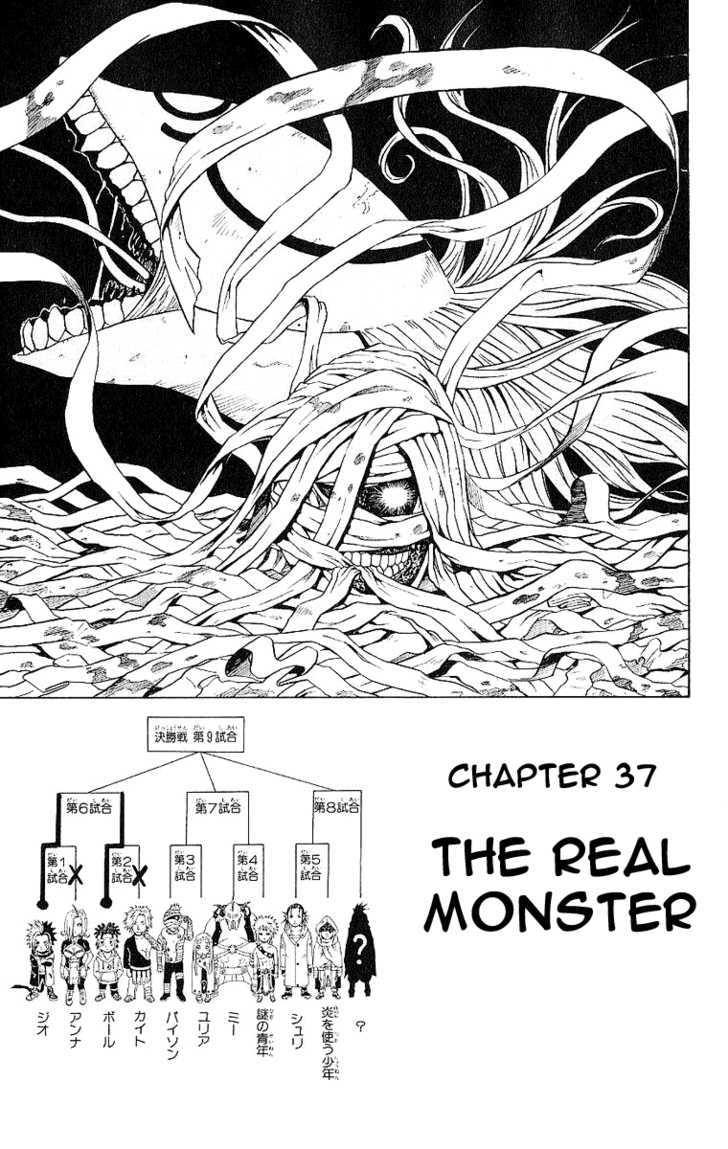 決勝戦 第9試合
第6試合
第7試合
第8試合
第1
試合
第2
試合
第3
試合
第4
試合
第5
試合
?
ジオ
アンナ
ボール
カイト
バイソン
ユリア
ミー
謎の青年
シュリ
炎を使う少年
?
CHAPTER 37
THE REAL
MONSTER